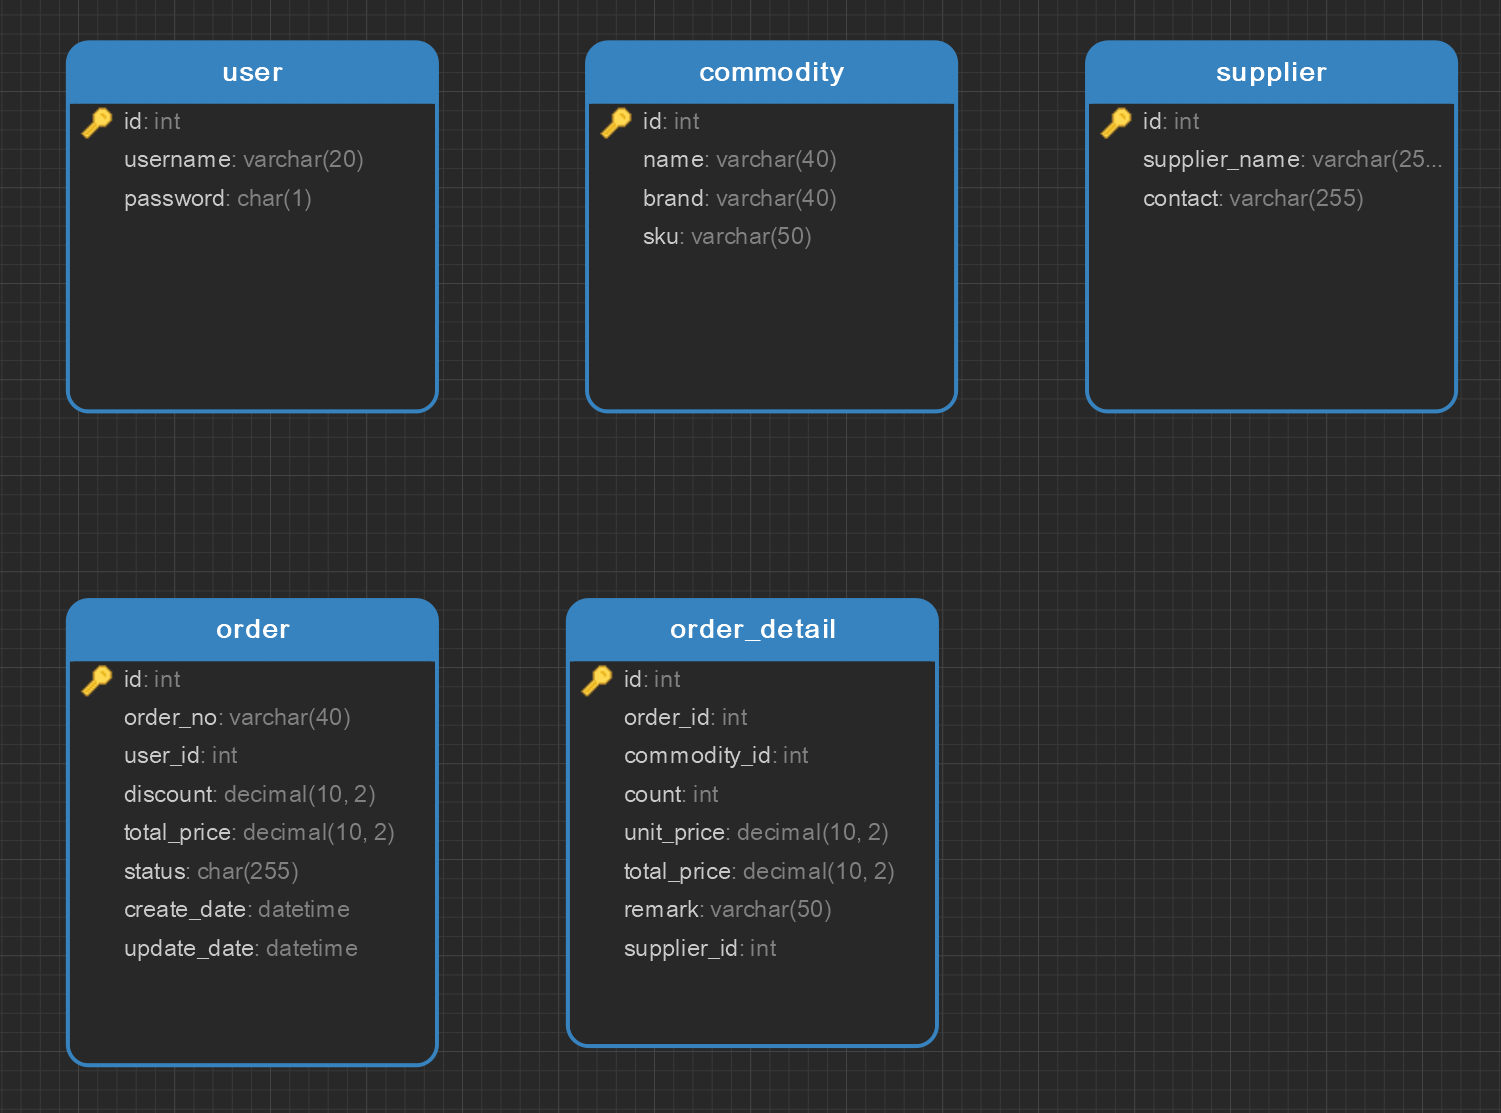 user
id: int
username: varchar(20)
password: char(1)
commodity
id: int
name: varchar(40)
brand: varchar(40)
sku: varchar(50)
supplier
id: int
supplier_name: varchar(25...
contact: varchar(255)
order
id: int
order_no: varchar(40)
user_id: int
discount: decimal(10, 2)
total_price: decimal(10, 2)
status: char(255)
create_date: datetime
update_date: datetime
order_detail
id: int
order_id: int
commodity_id: int
count: int
unit_price: decimal(10, 2)
total_price: decimal(10, 2)
remark: varchar(50)
supplier_id: int